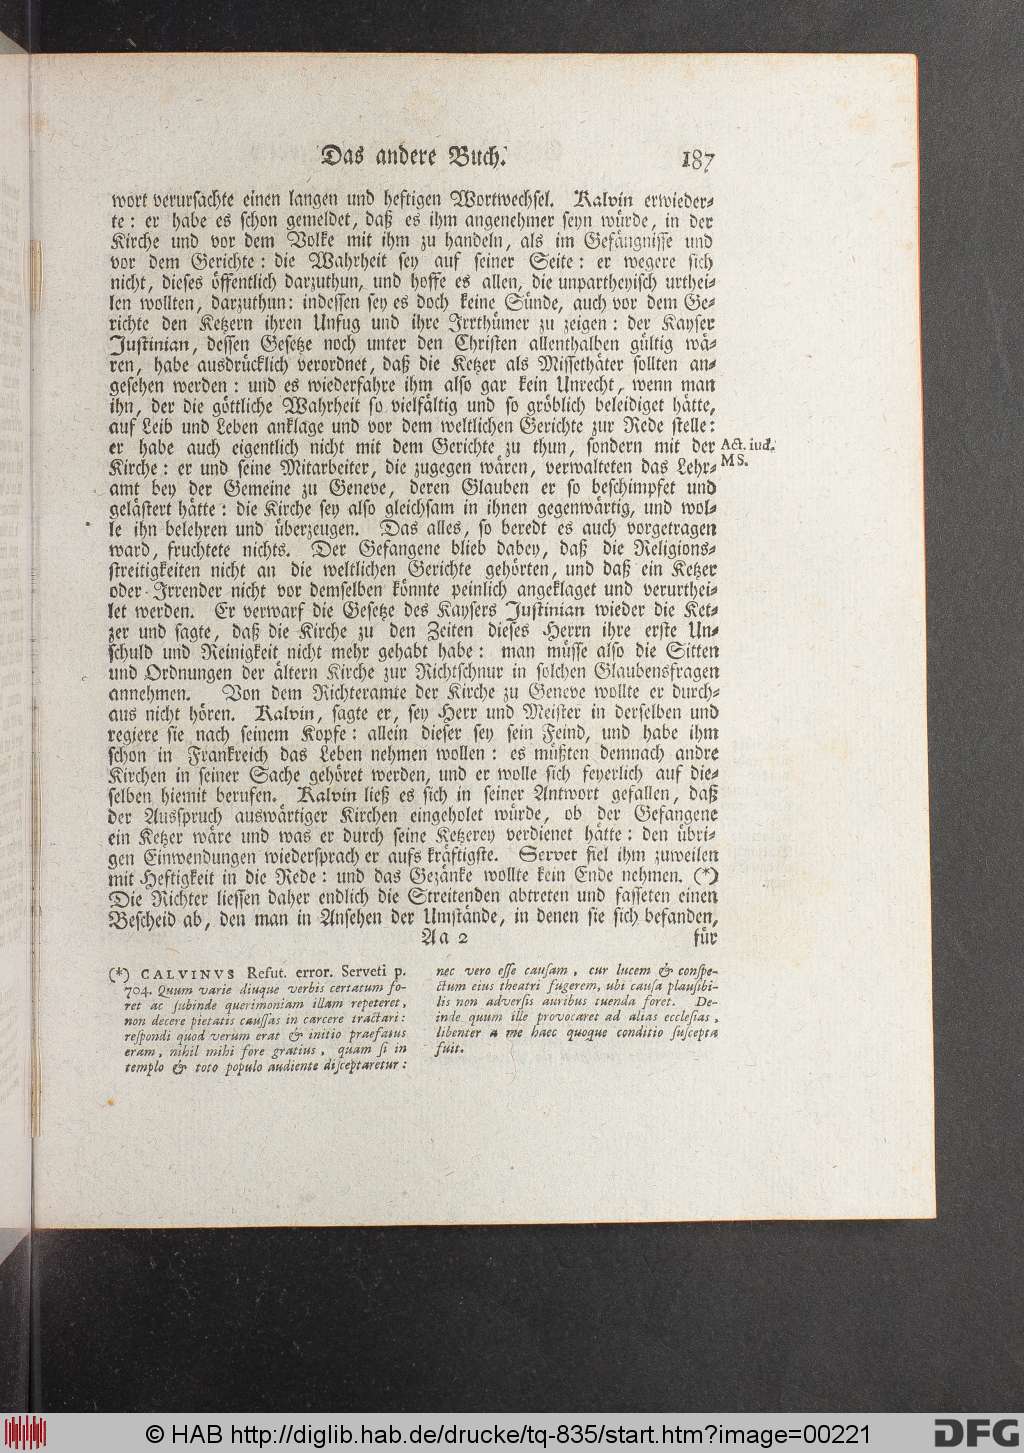 Das andere Buch. 187
wort verursachte einen langen und heftigen Wortwechsel. Kalvin erwieder-
te: er habe es schon gemeldet, daß es ihm angenehmer seyn würde, in der
Kirche und vor dem Volke mit ihm zu handeln, als im Gefängnisse und
vor dem Gerichte: die Wahrheit sey auf seiner Seite: er wegere sich
nicht, dieses öffentlich darzuthun, und hoffe es allen, die unpartheyisch urthei-
len wollten, darzuthun: indessen sey es doch keine Sünde, auch vor dem Ge-
richte den Ketzern ihren Unfug und ihre Irrthümer zu zeigen: der Kayser
Justinian, dessen Gesetze noch unter den Christen allenthalben gültig wä-
ren, habe ausdrücklich verordnet, daß die Ketzer als Missethäter sollten an-
gesehen werden: und es wiederfahre ihm also gar kein Unrecht, wenn man
ihn, der die göttliche Wahrheit so vielfältig und so gröblich beleidiget hätte,
auf Leib und Leben anklage und vor dem weltlichen Gerichte zur Rede stelle:
er habe auch eigentlich nicht mit dem Gerichte zu thun, sondern mit der
Kirche: er und seine Mitarbeiter, die zugegen wären, verwalteten das Lehr-
amt bey der Gemeine zu Geneve, deren Glauben er so beschimpfet und
gelästert hätte: die Kirche sey also gleichsam in ihnen gegenwärtig, und wol-
le ihn belehren und überzeugen. Das alles, so beredt es auch vorgetragen
ward, fruchtete nichts. Der Gefangene blieb dabey, daß die Religions-
streitigkeiten nicht an die weltlichen Gerichte gehörten, und daß ein Ketzer
oder Irrender nicht vor demselben könnte peinlich angeklaget und verurthei-
let werden. Er verwarf die Gesetze des Kaysers Justinian wieder die Ket-
zer und sagte, daß die Kirche zu den Zeiten dieses Herrn ihre erste Un-
schuld und Reinigkeit nicht mehr gehabt habe: man müsse also die Sitten
und Ordnungen der ältern Kirche zur Richtschnur in solchen Glaubensfragen
annehmen. Von dem Richteramte der Kirche zu Geneve wollte er durch-
aus nicht hören. Kalvin, sagte er, sey Herr und Meister in derselben und
regiere sie nach seinem Kopfe: allein dieser sey sein Feind, und habe ihm
schon in Frankreich das Leben nehmen wollen: es müßten demnach andre
Kirchen in seiner Sache gehöret werden, und er wolle sich feyerlich auf die-
selben hiemit berufen. Kalvin ließ es sich in seiner Antwort gefallen, daß
der Ausspruch auswärtiger Kirchen eingeholet würde, ob der Gefangene
ein Ketzer wäre und was er durch seine Ketzerey verdienet hätte: den übri-
gen Einwendungen wiedersprach er aufs kräftigste. Servet fiel ihm zuweilen
mit Heftigkeit in die Rede: und das Gezänke wollte kein Ende nehmen. (*)
Die Richter liessen daher endlich die Streitenden abtreten und fasseten einen
Bescheid ab, den man in Ansehen der Umstände, in denen sie sich befanden,
Aa 2 für
Act. iud.
MS.
(*) CALVINVS Refut. error. Serveti p.
704. Quum varie diuque verbis certatum fo-
ret ac subinde querimoniam illam repeteret,
non decere pietatis caussas in carcere tractari:
respondi quod verum erat & initio praefatus
eram, nihil mihi fore gratius, quam si in
templo & toto populo audiente disceptaretur:
nec vero esse causam, cur lucem & conspe-
ctum eius theatri fugerem, ubi causa plausibi-
lis non adversis auribus tuenda foret. De-
inde quum ille provocaret ad alias ecclesias,
libenter a me haec quoque conditio suscepta
fuit.
© HAB http://diglib.hab.de/drucke/tq-835/start.htm?image=00221
DFG